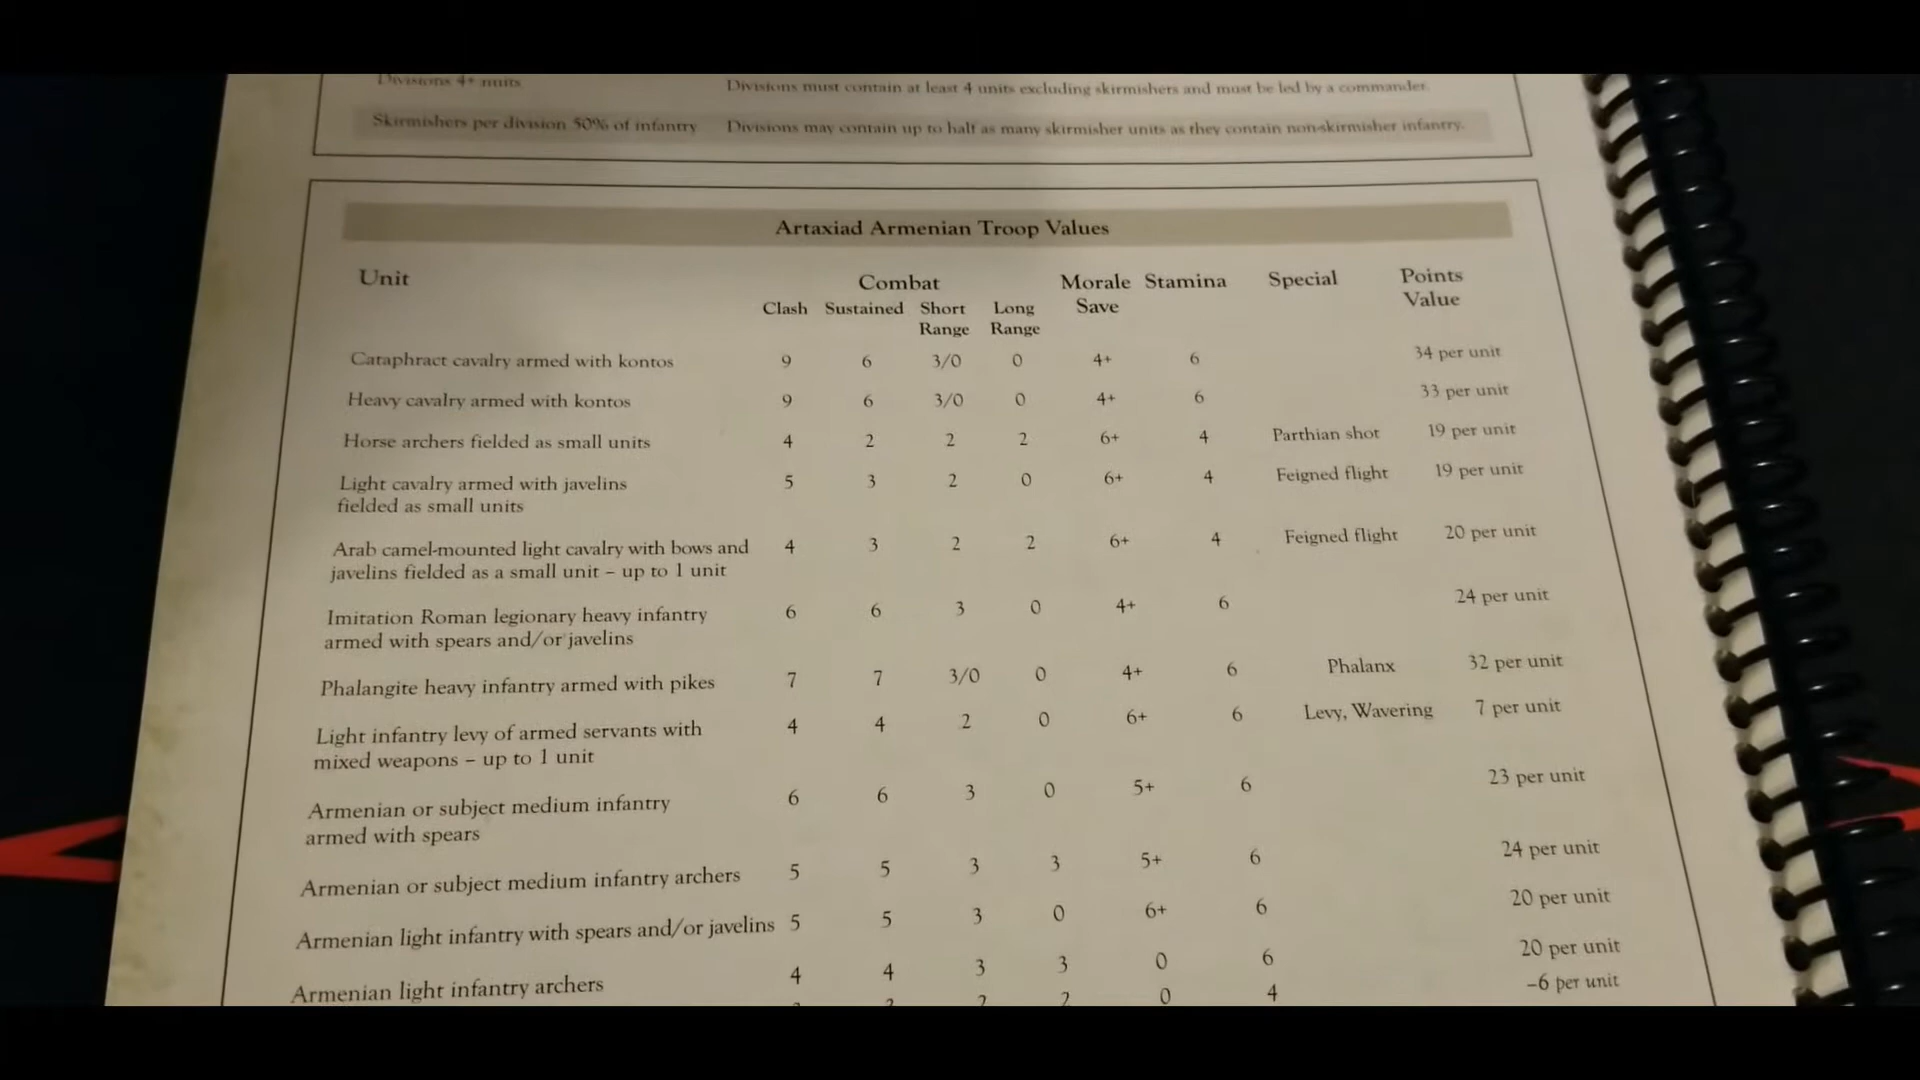 Divisions 4+ units Divisions must contain at least 4 units excluding skirmishers and must be led by a commander.
Skirmishers per division 50% of infantry Divisions may contain up to half as many skirmisher units as they contain non-skirmisher infantry.
Artaxiad Armenian Troop Values
Unit Combat Morale Stamina Special Points
Clash Sustained Short Long Save Value
Range Range
Cataphract cavalry armed with kontos 9 6 3/0 0 4+ 6 34 per unit
Heavy cavalry armed with kontos 9 6 3/0 0 4+ 6 33 per unit
Horse archers fielded as small units 4 2 2 2 6+ 4 Parthian shot 19 per unit
Light cavalry armed with javelins 5 3 2 0 6+ 4 Feigned flight 19 per unit
fielded as small units
Arab camel-mounted light cavalry with bows and 4 3 2 2 6+ 4 Feigned flight 20 per unit
javelins fielded as a small unit – up to 1 unit
Imitation Roman legionary heavy infantry 6 6 3 0 4+ 6 24 per unit
armed with spears and/or javelins
Phalangite heavy infantry armed with pikes 7 7 3/0 0 4+ 6 Phalanx 32 per unit
Light infantry levy of armed servants with 4 4 2 0 6+ 6 Levy, Wavering 7 per unit
mixed weapons – up to 1 unit
Armenian or subject medium infantry 6 6 3 0 5+ 6 23 per unit
armed with spears
Armenian or subject medium infantry archers 5 5 3 3 5+ 6 24 per unit
Armenian light infantry with spears and/or javelins 5 5 3 0 6+ 6 20 per unit
Armenian light infantry archers 4 4 3 3 0 6 20 per unit
2 0 4 –6 per unit